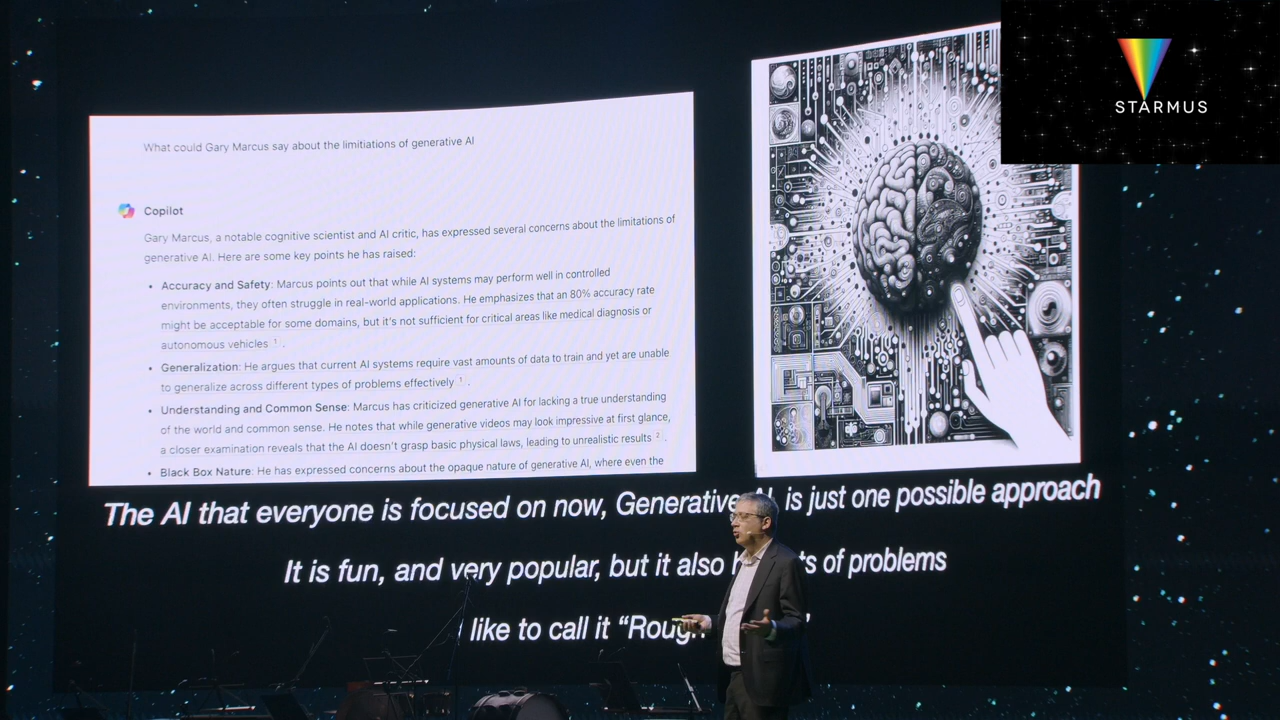 STARMUS
What could Gary Marcus say about the limitiations of generative AI
Copilot
Gary Marcus, a notable cognitive scientist and AI critic, has expressed several concerns about the limitations of
generative AI. Here are some key points he has raised:
• Accuracy and Safety: Marcus points out that while AI systems may perform well in controlled
environments, they often struggle in real-world applications. He emphasizes that an 80% accuracy rate
might be acceptable for some domains, but it's not sufficient for critical areas like medical diagnosis or
autonomous vehicles 1 .
• Generalization: He argues that current AI systems require vast amounts of data to train and yet are unable
to generalize across different types of problems effectively 1 .
• Understanding and Common Sense: Marcus has criticized generative AI for lacking a true understanding
of the world and common sense. He notes that while generative videos may look impressive at first glance,
a closer examination reveals that the AI doesn't grasp basic physical laws, leading to unrealistic results 2 .
• Black Box Nature: He has expressed concerns about the opaque nature of generative AI, where even the
The AI that everyone is focused on now, Generative is just one possible approach
It is fun, and very popular, but it also of problems
like to call it “